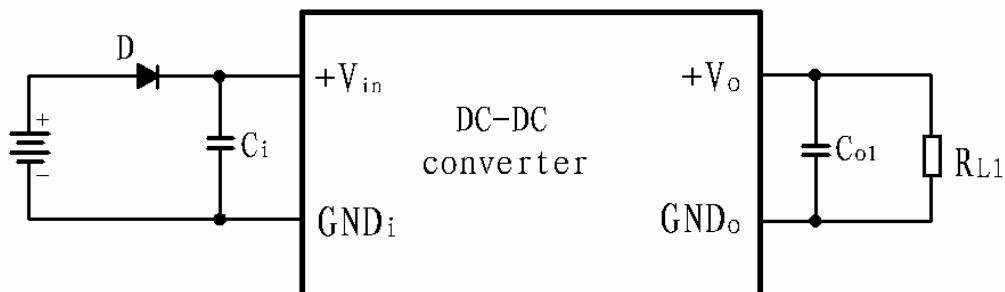 D
+
−
Ci
+Vin
GNDi
DC-DC
converter
+Vo
GNDo
Co1
RL1